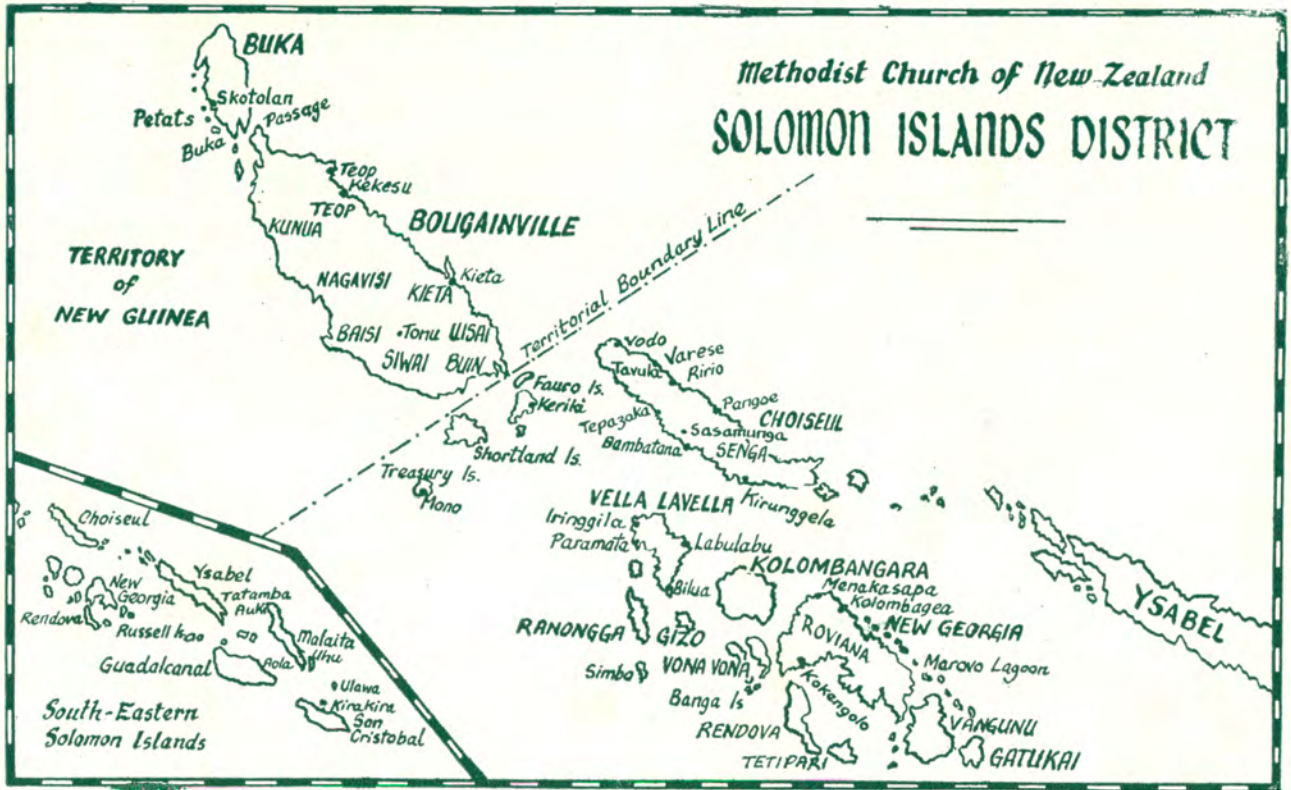 Methodist Church of New Zealand
SOLOMON ISLANDS DISTRICT
BUKA
Skotolan
Petats
Buka
Passage
Teop
Kekesu
TEOP
KUNUA
BOUGAINVILLE
TERRITORY
of
NEW GUINEA
NAGAVISI
KIETA
Kieta
BAISI
Tonu
UISAI
SIWAI
BUIN
Territorial Boundary Line
Fauro Is.
Keriki
Shortland Is.
Treasury Is.
Mono
Vodo
Tavula
Varese
Ririo
Pangoe
CHOISEUL
Tepazaka
Sasamunga
Bambatana
SENGA
Kirunggela
VELLA LAVELLA
Iringgila
Paramata
Labulabu
Bilua
KOLOMBANGARA
Menakasapa
Kolombagea
NEW GEORGIA
ROVIANA
Marovo Lagoon
RANONGGA
GIZO
Simbo
VONA VONA
Banga Is
Kokengolo
RENDOVA
TETIPARI
VANGUNU
GATUKAI
YSABEL
Choiseul
Ysabel
New
Georgia
Tatamba
Auki
Rendova
Russell Is
Malaita
Uhu
Guadalcanal
Aola
Ulawa
Kirakira
San
Cristobal
South-Eastern
Solomon Islands